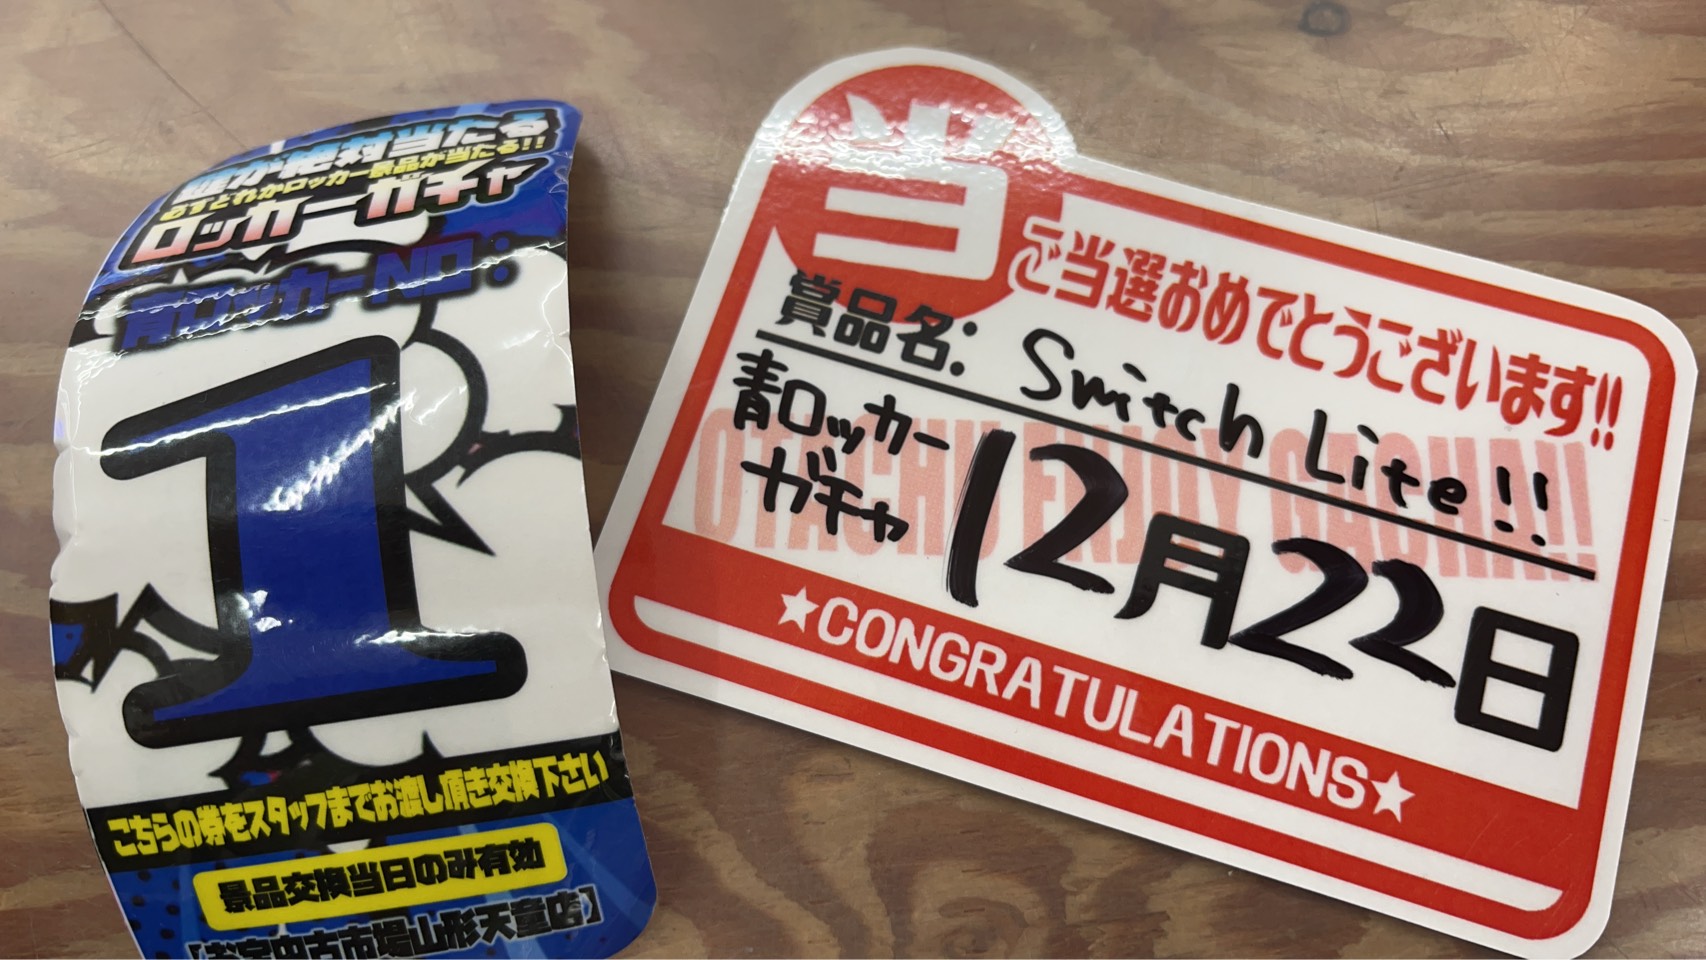 誰が絶対当たる
必ずどれかロッカー景品が当たる!!
ロッカーガチャ
青ロッカーNO:
1
こちらの券をスタッフまでお渡し頂き交換下さい
景品交換当日のみ有効
【お宝中古市場山形天童店】
当
ご当選おめでとうございます!!
賞品名: Switch Lite!!
OTACHU ENJOY GACHA!!!
青ロッカー
ガチャ
12月22日
★CONGRATULATIONS★